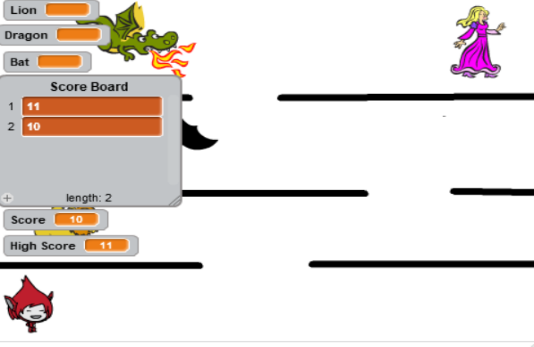 Lion
Dragon
Bat
Score Board
1 11
2 10
+ length: 2
Score 10
High Score 11